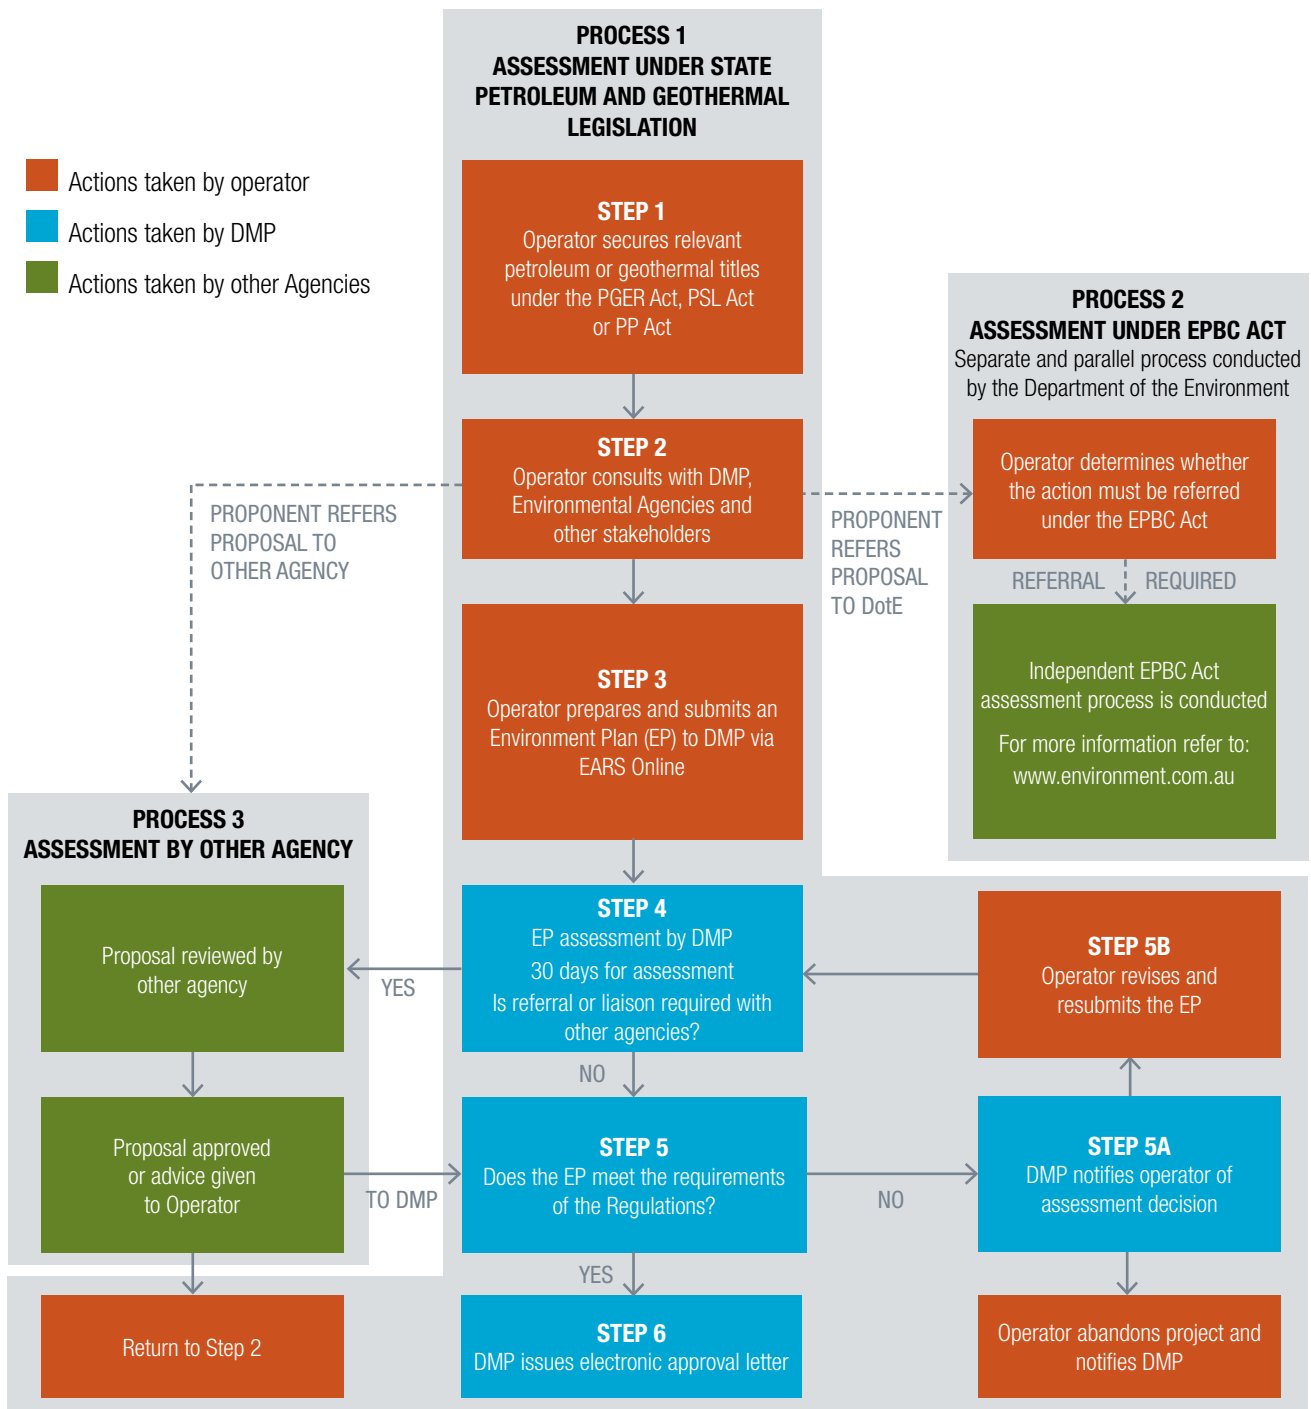 PROCESS 1
ASSESSMENT UNDER STATE
PETROLEUM AND GEOTHERMAL
LEGISLATION
Actions taken by operator
Actions taken by DMP
Actions taken by other Agencies
STEP 1
Operator secures relevant
petroleum or geothermal titles
under the PGER Act, PSL Act
or PP Act
PROCESS 2
ASSESSMENT UNDER EPBC ACT
Separate and parallel process conducted
by the Department of the Environment
STEP 2
Operator consults with DMP,
Environmental Agencies and
other stakeholders
Operator determines whether
the action must be referred
under the EPBC Act
PROPONENT REFERS
PROPOSAL TO
OTHER AGENCY
PROPONENT
REFERS
PROPOSAL
TO DotE
REFERRAL
REQUIRED
STEP 3
Operator prepares and submits an
Environment Plan (EP) to DMP via
EARS Online
Independent EPBC Act
assessment process is conducted
For more information refer to:
www.environment.com.au
PROCESS 3
ASSESSMENT BY OTHER AGENCY
Proposal reviewed by
other agency
YES
STEP 4
EP assessment by DMP
30 days for assessment
Is referral or liaison required with
other agencies?
STEP 5B
Operator revises and
resubmits the EP
NO
Proposal approved
or advice given
to Operator
TO DMP
STEP 5
Does the EP meet the requirements
of the Regulations?
NO
STEP 5A
DMP notifies operator of
assessment decision
YES
Return to Step 2
STEP 6
DMP issues electronic approval letter
Operator abandons project and
notifies DMP